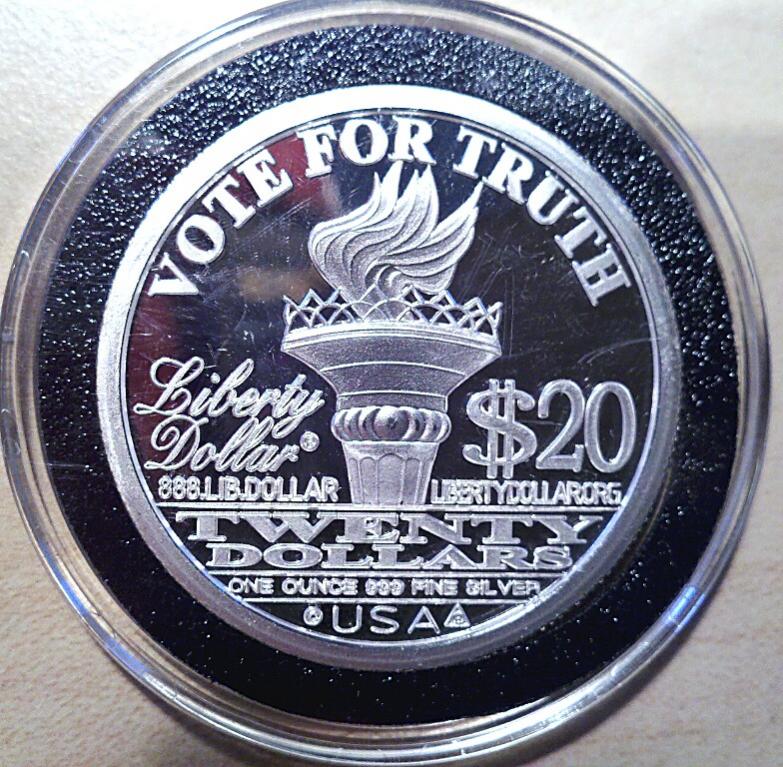 VOTE FOR TRUTH
Liberty
Dollar®
$20
888.LIB.DOLLAR
LIBERTYDOLLAR.ORG
TWENTY
DOLLARS
ONE OUNCE 999 FINE SILVER
USA